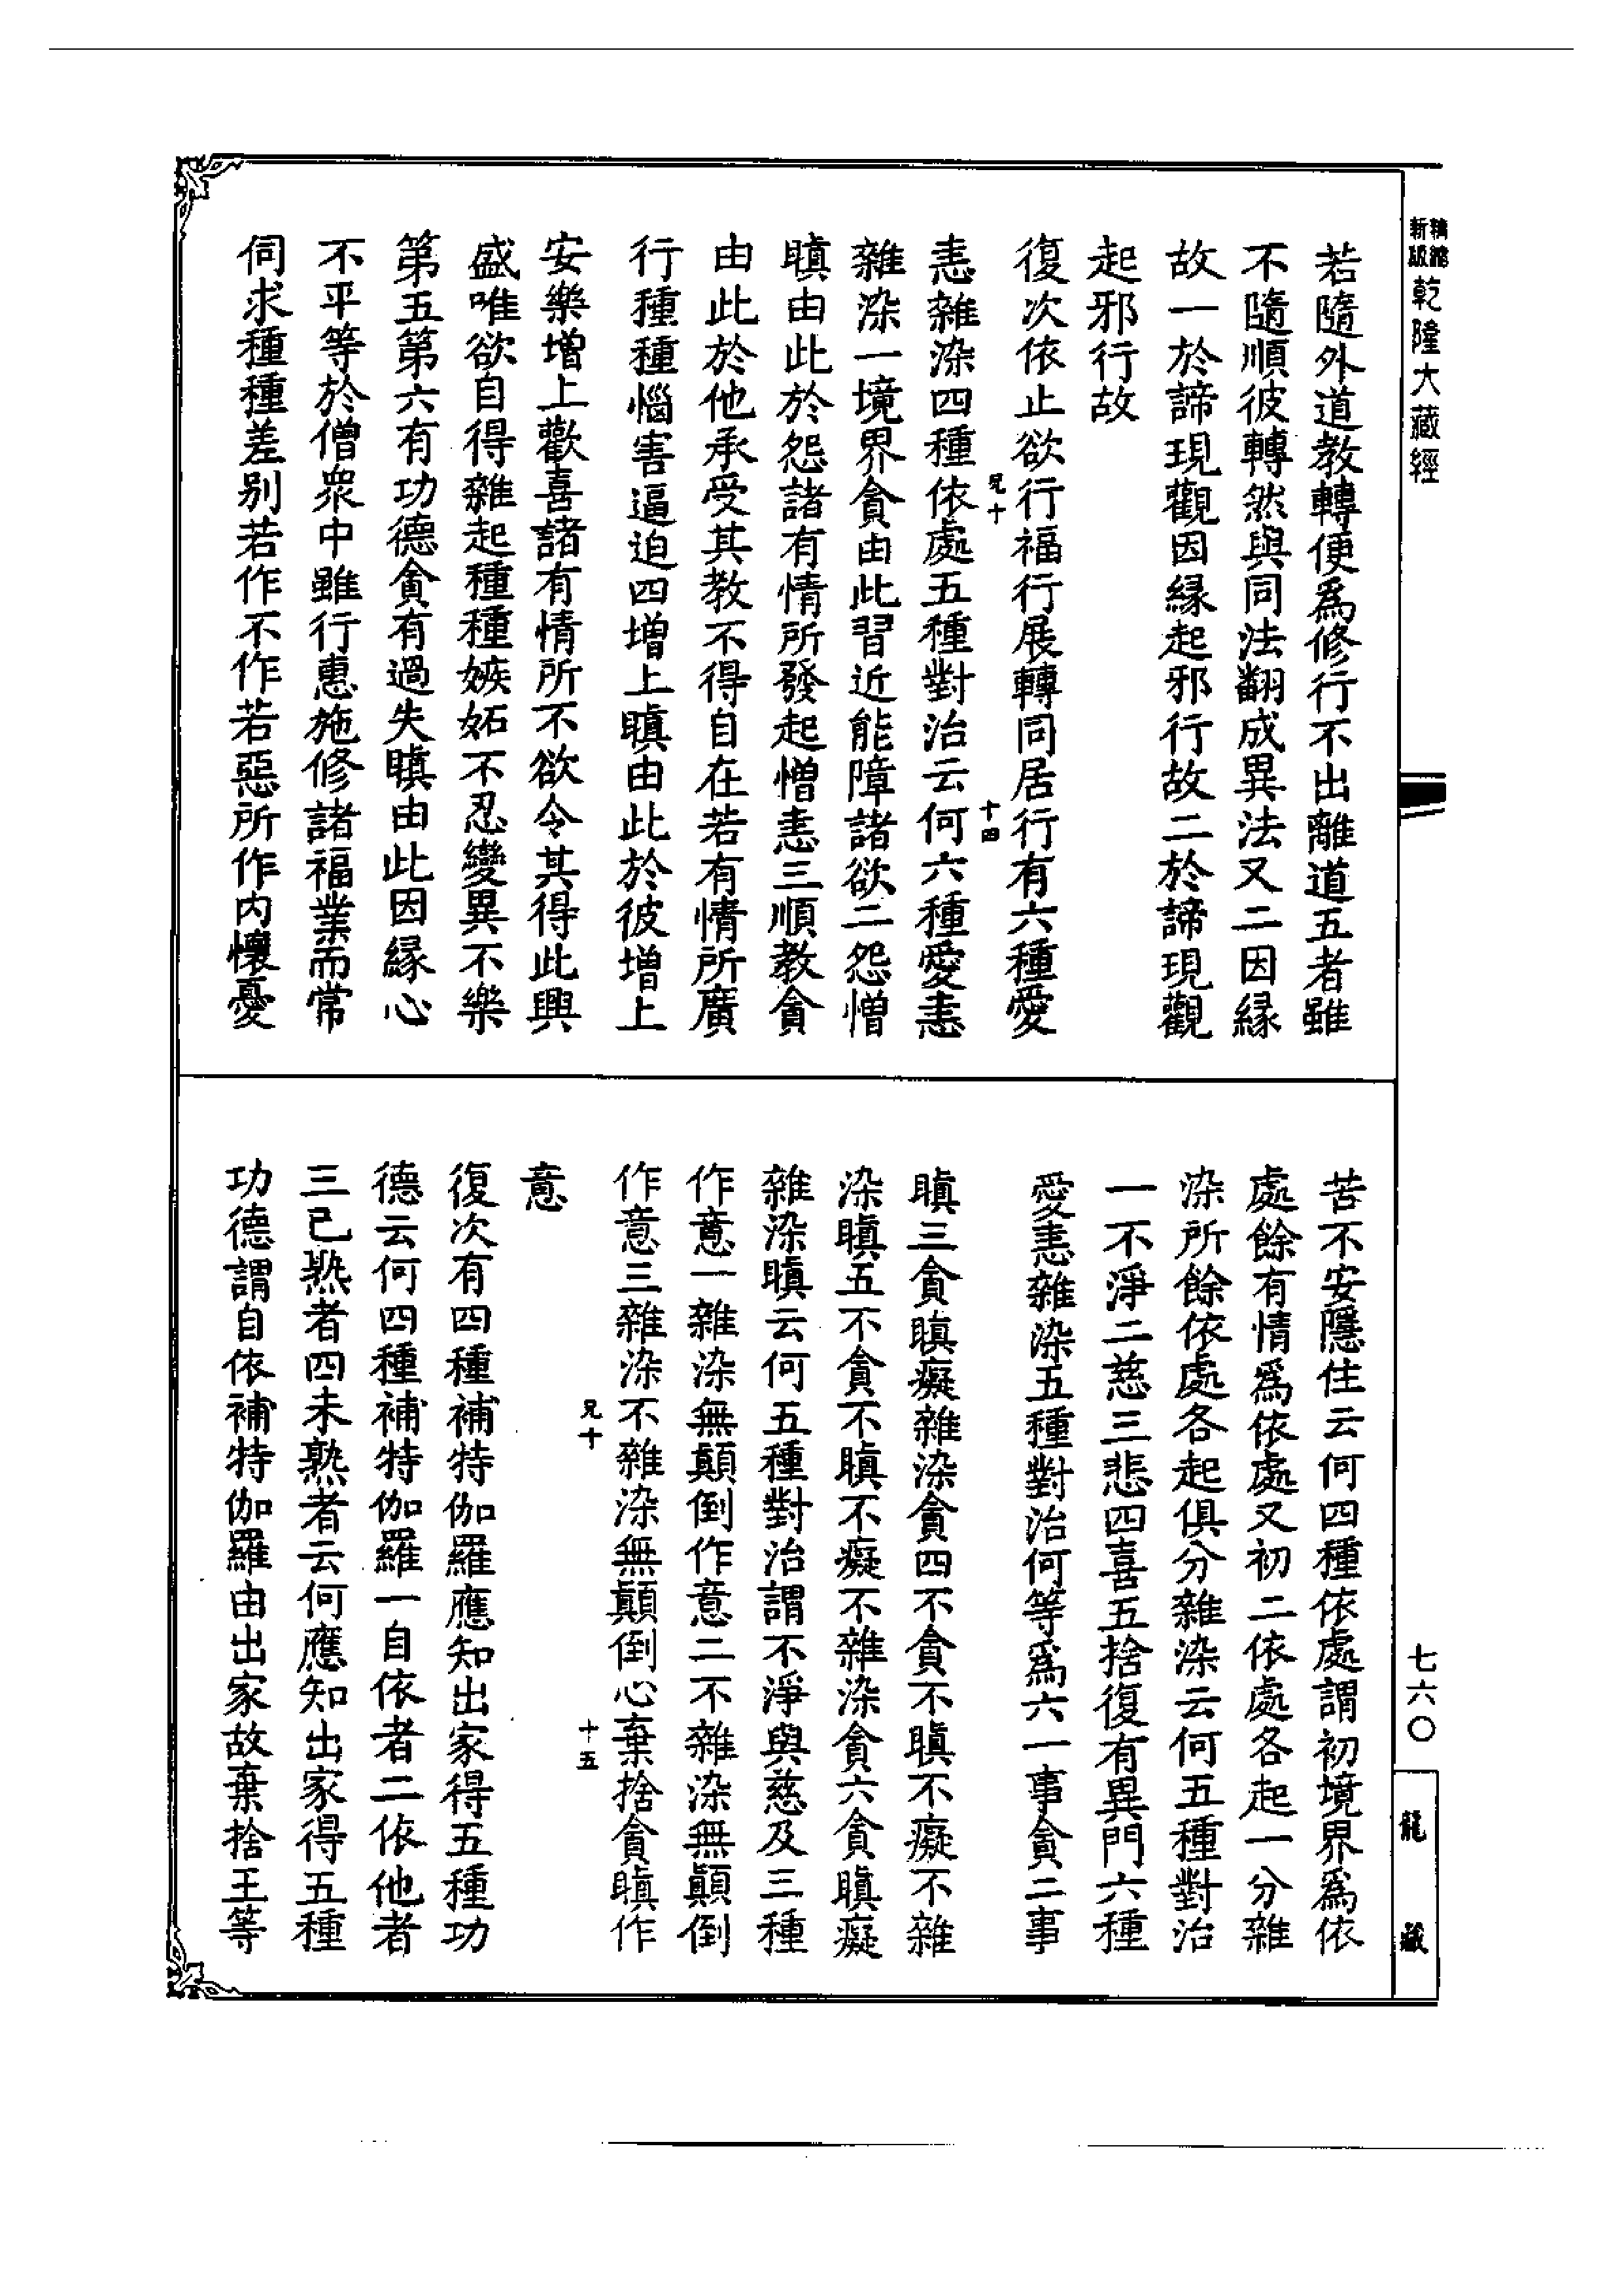 新縮
版縮
乾隆大藏經
若隨外道教轉便為修行不出離道五者雖
不隨順彼轉然與同法翻成異法又二因緣
故一於諦現觀因緣起邪行故二於諦現觀
起邪行故
復次依止欲行福行展轉同居行有六種愛
兄十
十四
恚雜染四種依處五種對治云何六種愛恚
雜染一境界貪由此習近能障諸欲二怨憎
瞋由此於怨諸有情所發起憎恚三順教貪
由此於他承受其教不得自在若有情所廣
行種種惱害逼迫四增上瞋由此於彼增上
安樂增上歡喜諸有情所不欲令其得此興
盛唯欲自得雜起種種嫉妬不忍變異不樂
第五第六有功德貪有過失瞋由此因緣心
不平等於僧眾中雖行惠施修諸福業而常
伺求種種差別若作不作若惡所作內懷憂
苦不安隱住云何四種依處謂初境界為依
處餘有情為依處又初二依處各起一分雜
染所餘依處各起俱分雜染云何五種對治
一不淨二慈三悲四喜五捨復有異門六種
愛恚雜染五種對治何等為六一事貪二事
瞋三貪瞋癡雜染貪四不貪不瞋不癡不雜
染瞋五不貪不瞋不癡不雜染貪六貪瞋癡
雜染瞋云何五種對治謂不淨與慈及三種
作意一雜染無顛倒作意二不雜染無顛倒
作意三雜染不雜染無顛倒心棄捨貪瞋作
兄十
十五
意
復次有四種補特伽羅應知出家得五種功
德云何四種補特伽羅一自依者二依他者
三已熟者四未熟者云何應知出家得五種
功德謂自依補特伽羅由出家故棄捨王等
七六〇
龍藏